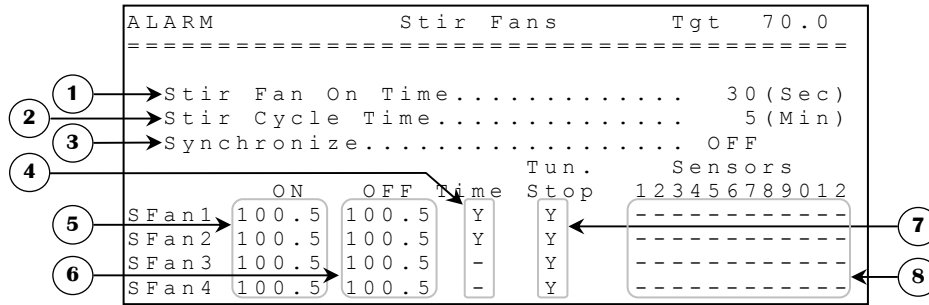 ALARM Stir Fans Tgt 70.0
========================================
1 Stir Fan On Time.............. 30(Sec)
2 Stir Cycle Time............... 5(Min)
3 Synchronize.................. OFF
4 Tun. Sensors
ON OFF Time Stop 123456789012
5 SFan1 100.5 100.5 Y Y ------------ 7
SFan2 100.5 100.5 Y Y ------------
6 SFan3 100.5 100.5 - Y ------------ 8
SFan4 100.5 100.5 - Y ------------